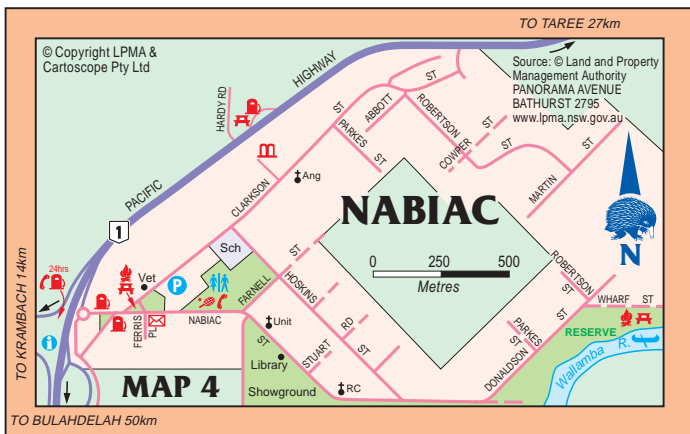 TO TAREE 27km
© Copyright LPMA &
Cartoscope Pty Ltd
HIGHWAY
Source: © Land and Property
Management Authority
PANORAMA AVENUE
BATHURST 2795
www.lpma.nsw.gov.au
HARDY RD
ST
ABBOTT
ROBERTSON
ST
PARKES
ST
COWPER
ST
ST
MARTIN
PACIFIC
CLARKSON
Ang
NABIAC
N
1
Sch
ST
HOSKINS
FARNELL
0 250 500
Metres
TO KRAMBACH 14km
24hrs
Vet
P
ROBERTSON
ST
WHARF ST
RESERVE
FERRIS
PL
NABIAC
ST
Unit
RD
STUART
ST
PARKES
ST
DONALDSON
Wallamba R.
i
Library
Showground
RC
MAP 4
TO BULAHDELAH 50km